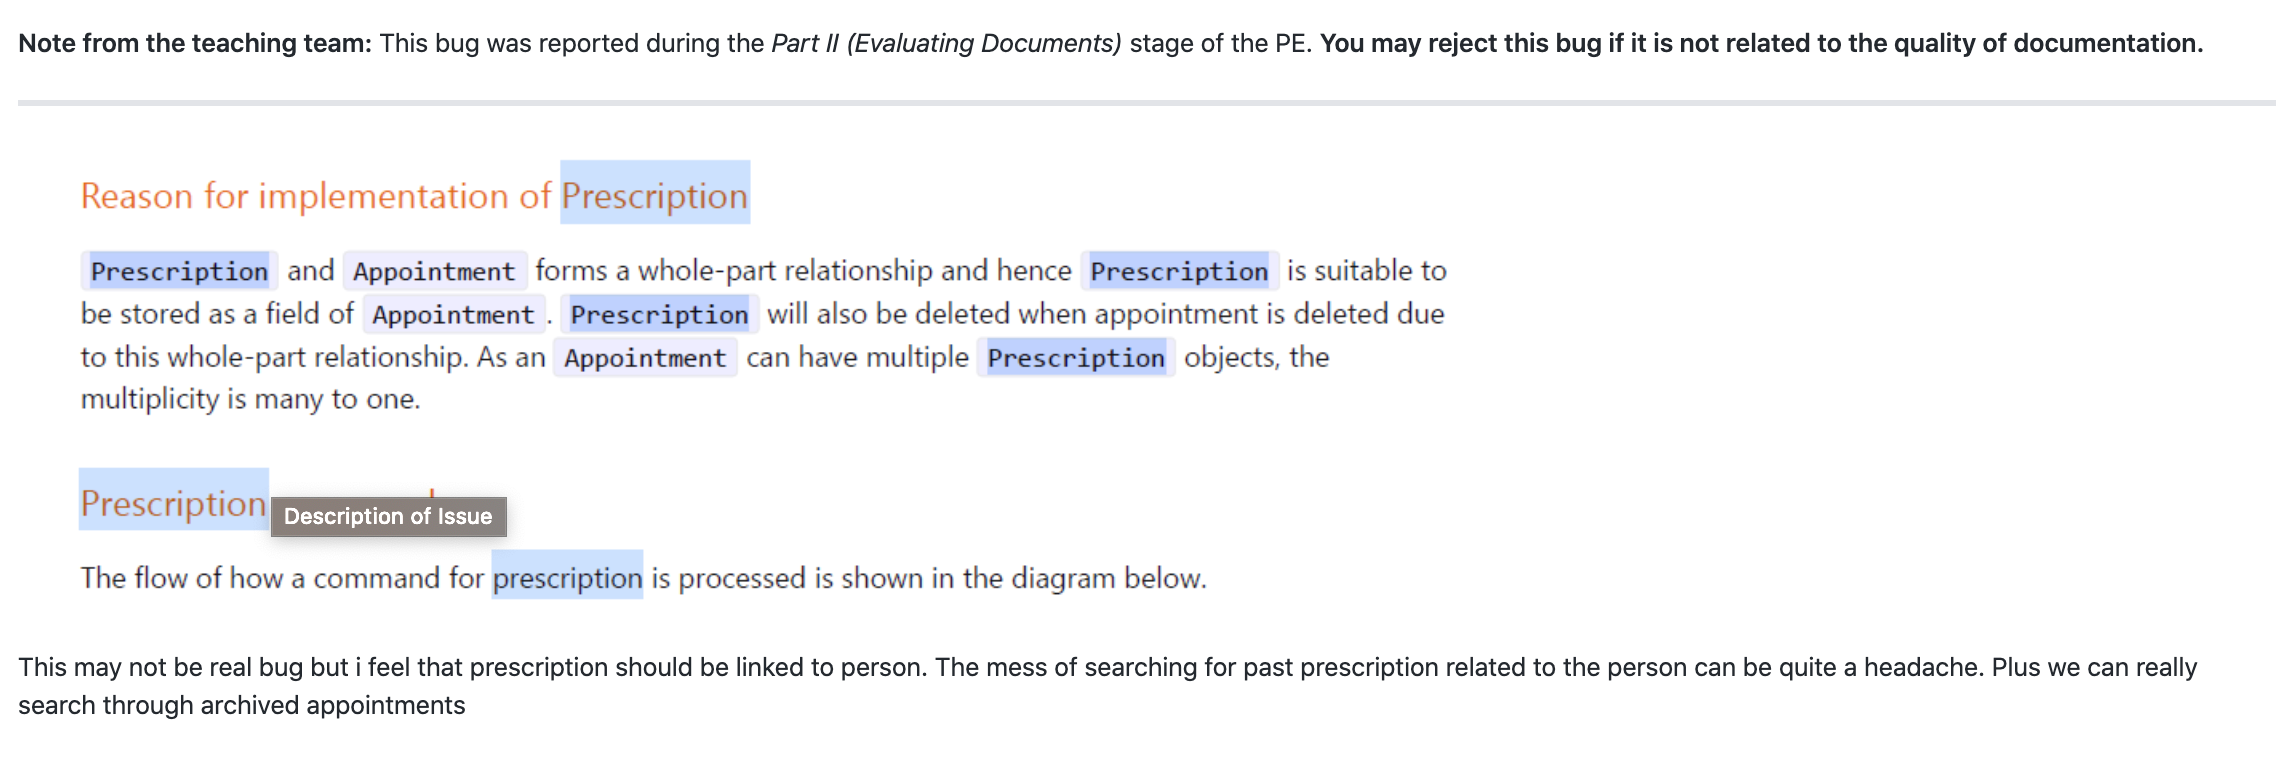 Note from the teaching team: This bug was reported during the Part II (Evaluating Documents) stage of the PE. You may reject this bug if it is not related to the quality of documentation.
Reason for implementation of Prescription
Prescription and Appointment forms a whole-part relationship and hence Prescription is suitable to
be stored as a field of Appointment. Prescription will also be deleted when appointment is deleted due
to this whole-part relationship. As an Appointment can have multiple Prescription objects, the
multiplicity is many to one.
Prescription
Description of Issue
The flow of how a command for prescription is processed is shown in the diagram below.
This may not be real bug but i feel that prescription should be linked to person. The mess of searching for past prescription related to the person can be quite a headache. Plus we can really
search through archived appointments